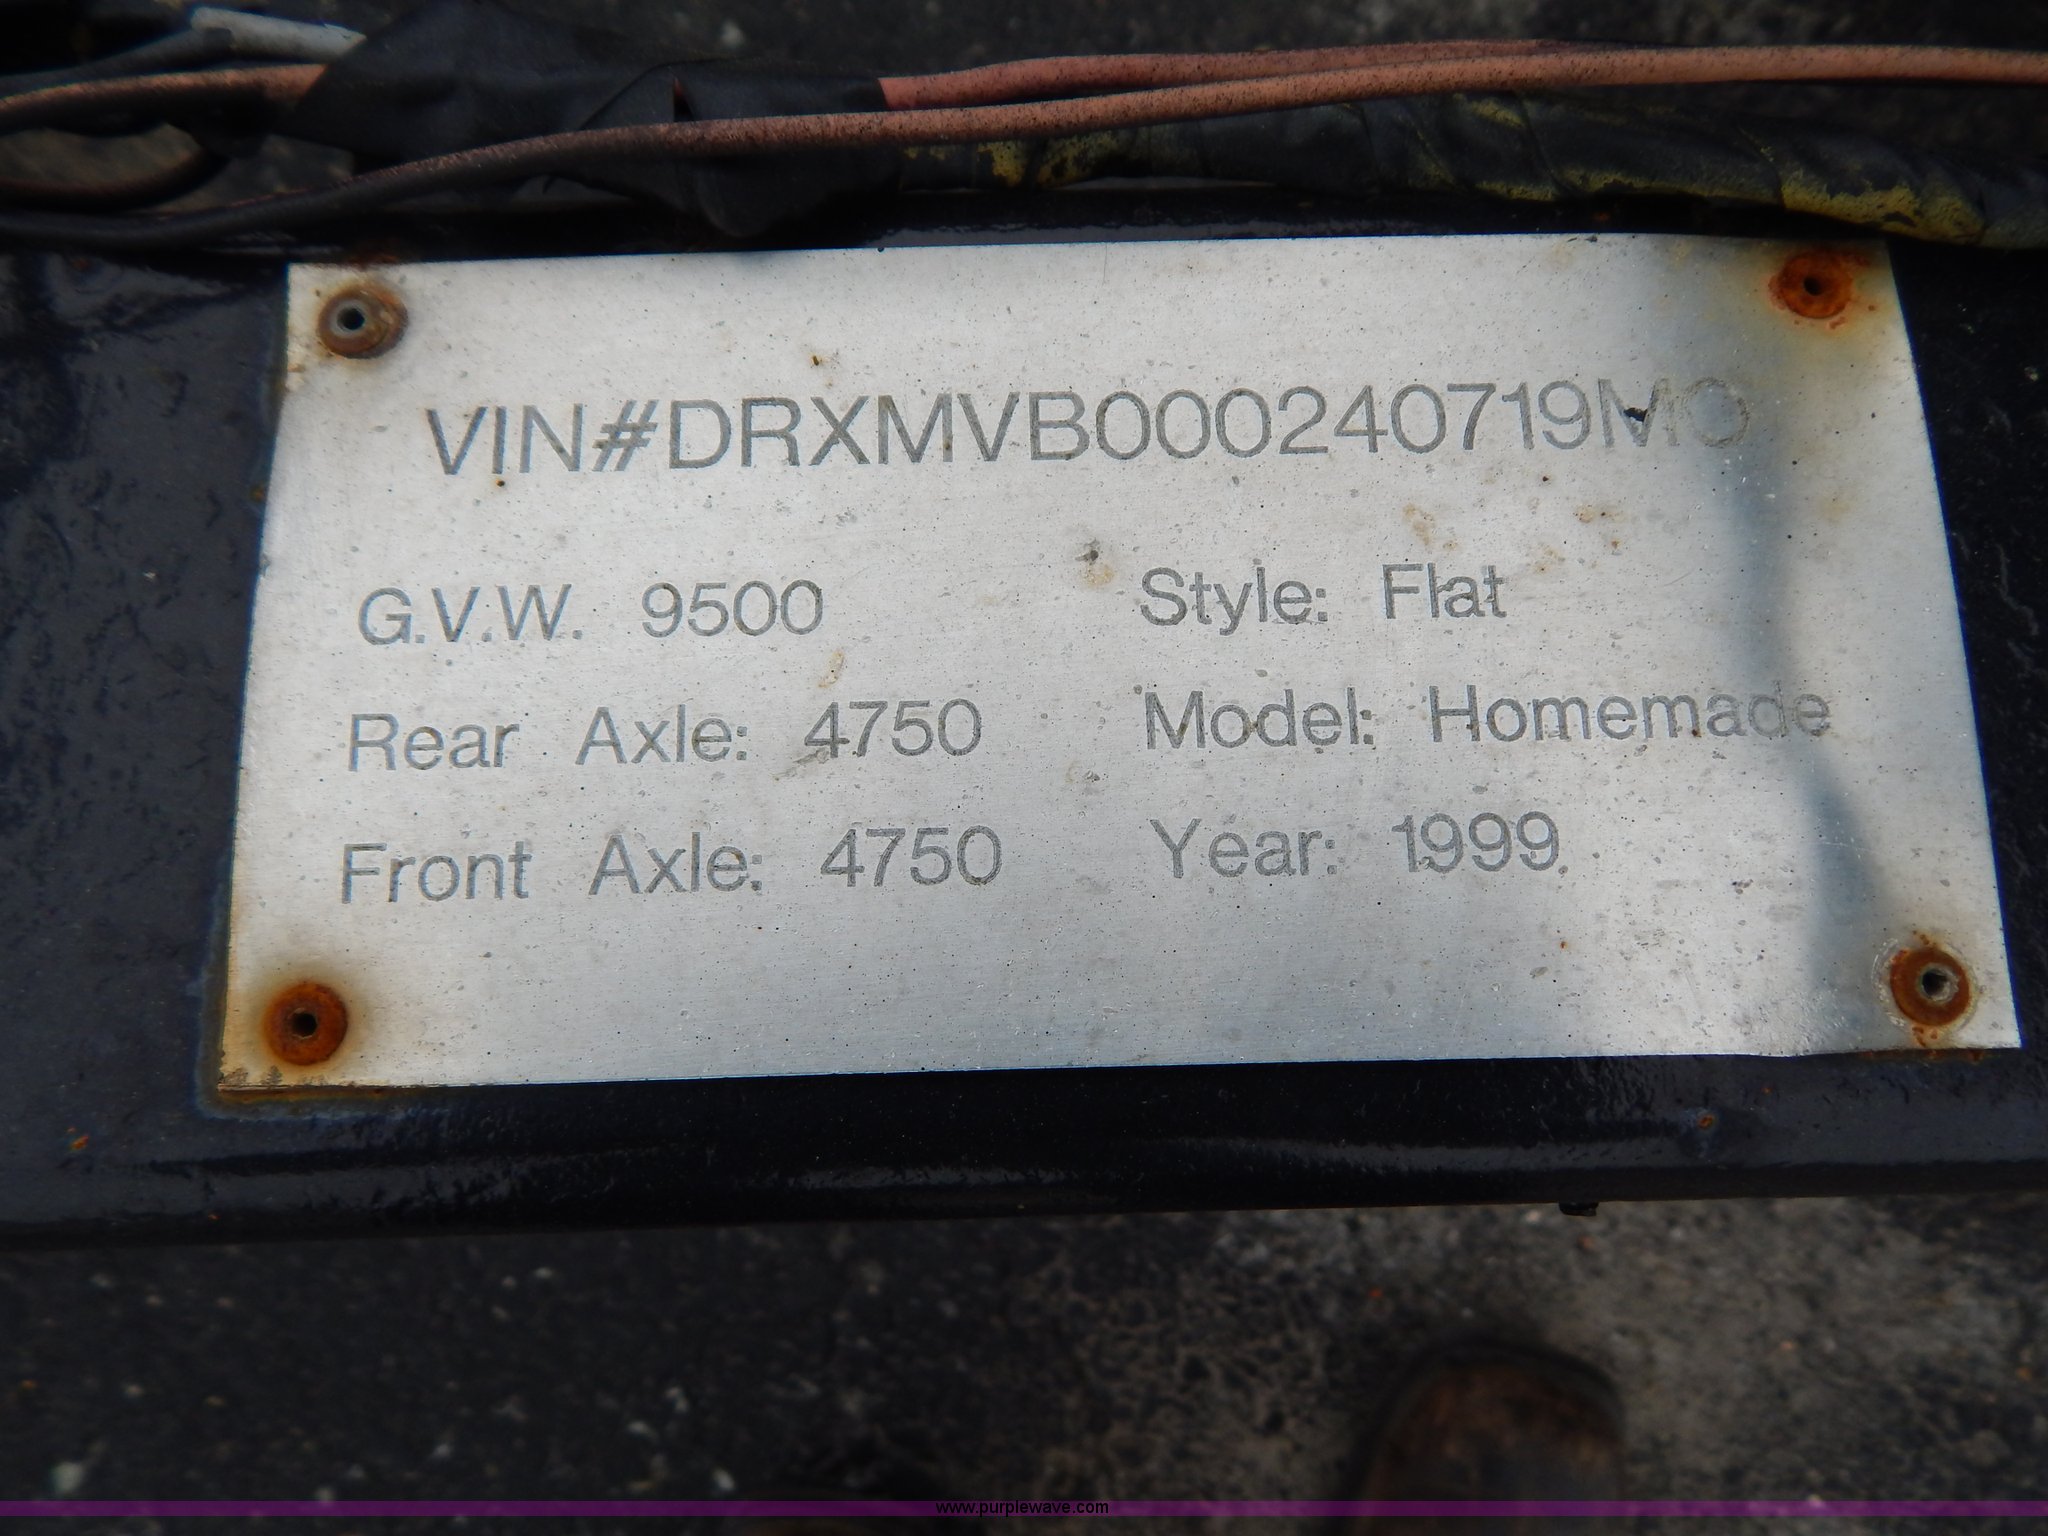 VIN#DRXMVB000240719MO
G.V.W. 9500 Style: Flat
Rear Axle: 4750 Model: Homemade
Front Axle: 4750 Year: 1999
www.purplewave.com